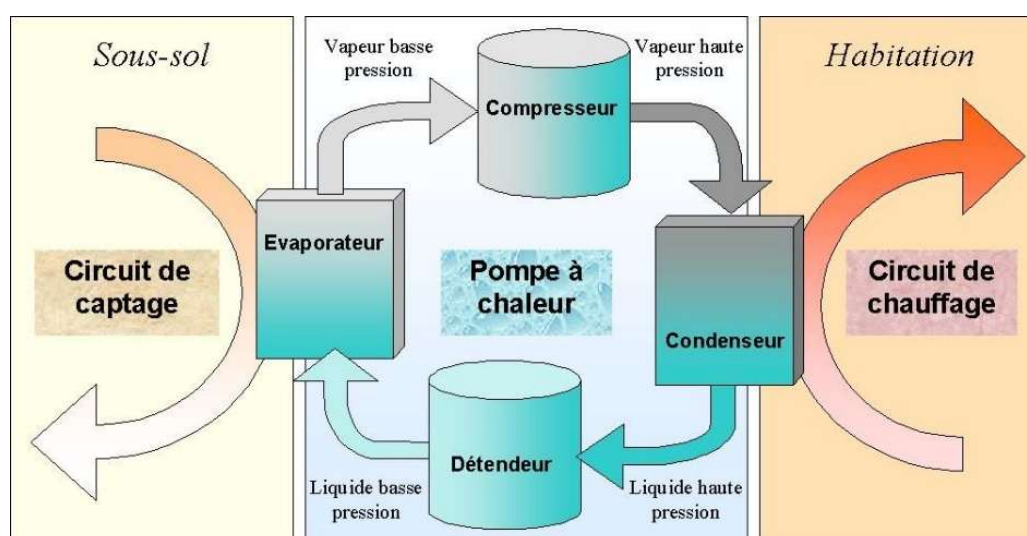 Sous-sol
Vapeur basse
pression
Compresseur
Vapeur haute
pression
Habitation
Evaporateur
Circuit de
captage
Pompe à
chaleur
Condenseur
Circuit de
chauffage
Détendeur
Liquide basse
pression
Liquide haute
pression